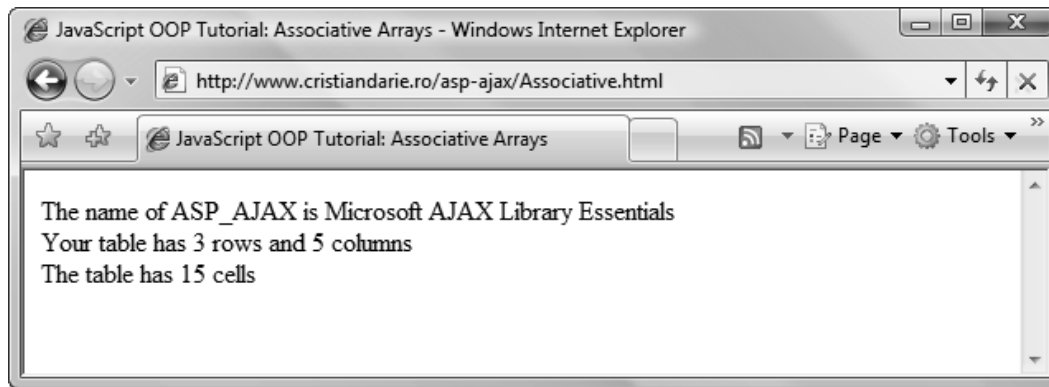 JavaScript OOP Tutorial: Associative Arrays - Windows Internet Explorer
http://www.cristiandarie.ro/asp-ajax/Associative.html
JavaScript OOP Tutorial: Associative Arrays
Page
Tools
The name of ASP_AJAX is Microsoft AJAX Library Essentials
Your table has 3 rows and 5 columns
The table has 15 cells